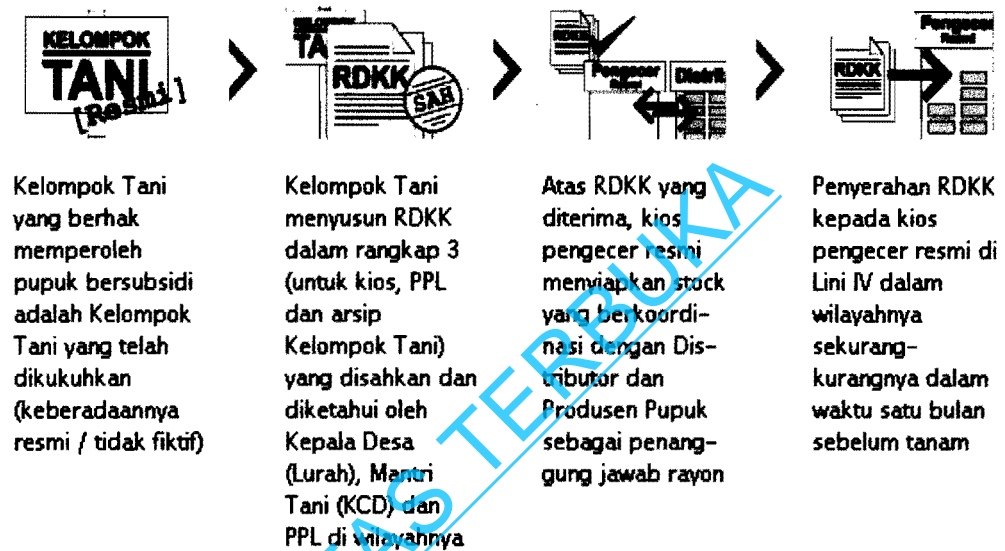 KELOMPOK
TANI
[Resmi]
TA
RDKK
SAH
RDKK
Pengecer
Resmi
RDKK
Kelompok Tani
yang berhak
memperoleh
pupuk bersubsidi
adalah Kelompok
Tani yang telah
dikukuhkan
(keberadaannya
resmi / tidak fiktif)
Kelompok Tani
menyusun RDKK
dalam rangkap 3
(untuk kios, PPL
dan arsip
Kelompok Tani)
yang disahkan dan
diketahui oleh
Kepala Desa
(Lurah), Mantri
Tani (KCD) dan
PPL di wilayahnya
Atas RDKK yang
diterima, kios
pengecer resmi
menyiapkan stock
yang berkoordi-
nasi dengan Dis-
tributor dan
Produsen Pupuk
sebagai penang-
gung jawab rayon
Penyerahan RDKK
kepada kios
pengecer resmi di
Lini IV dalam
wilayahnya
sekurang-
kurangnya dalam
waktu satu bulan
sebelum tanam
AS TERBUKA